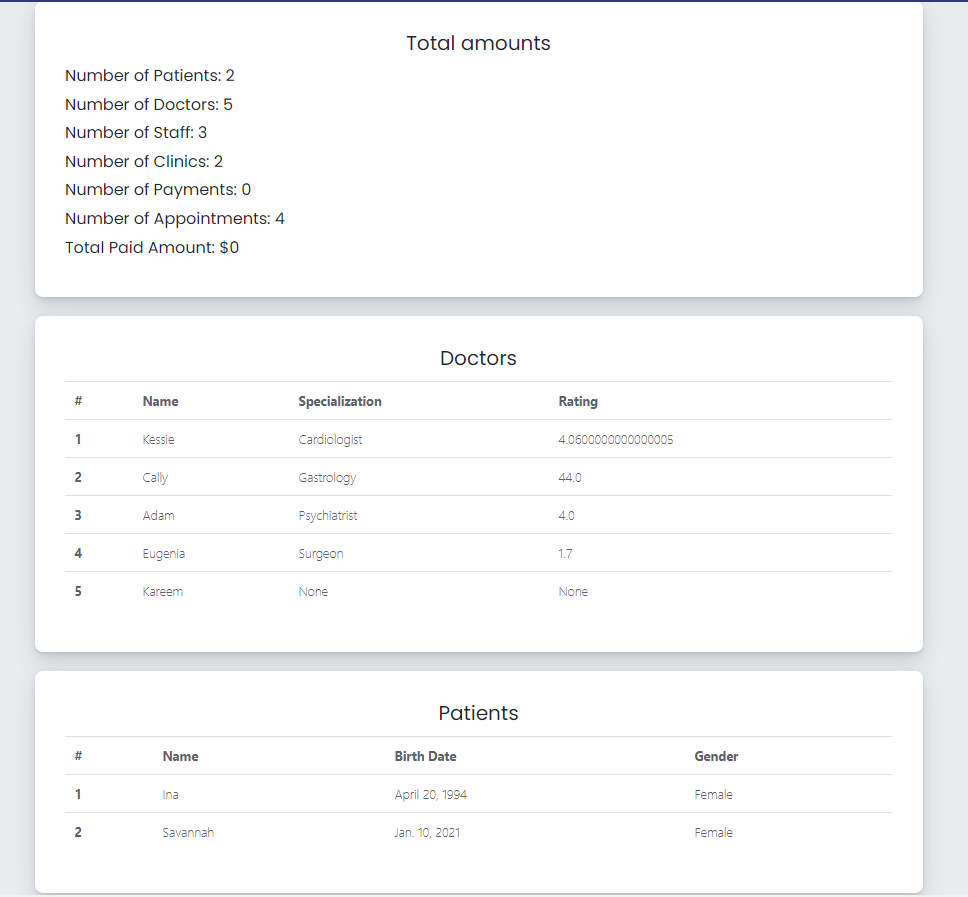 Total amounts
Number of Patients: 2
Number of Doctors: 5
Number of Staff: 3
Number of Clinics: 2
Number of Payments: 0
Number of Appointments: 4
Total Paid Amount: $0
Doctors
# Name Specialization Rating
1 Kessie Cardiologist 4.0600000000000005
2 Cally Gastrology 44.0
3 Adam Psychiatrist 4.0
4 Eugenia Surgeon 1.7
5 Kareem None None
Patients
# Name Birth Date Gender
1 Ina April 20, 1994 Female
2 Savannah Jan. 10, 2021 Female